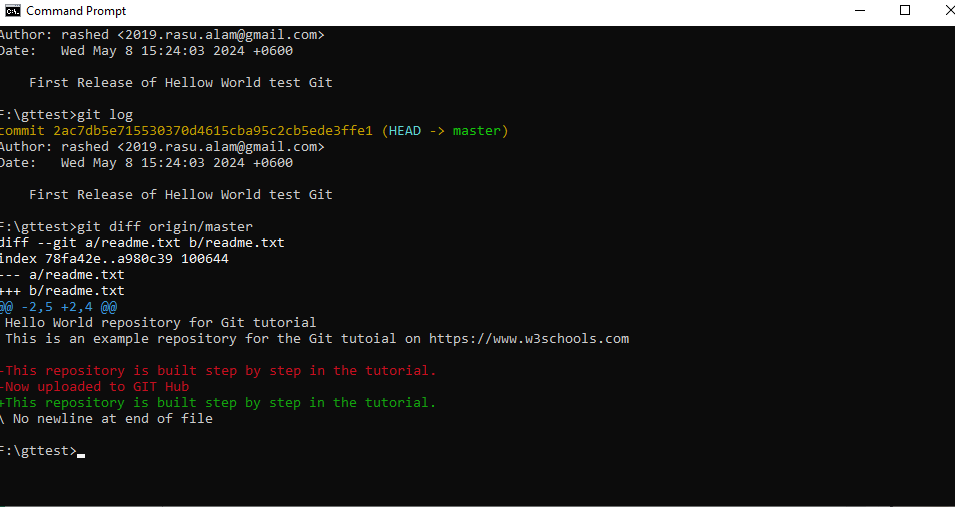 Command Prompt
Author: rashed <2019.rasu.alam@gmail.com>
Date:   Wed May 8 15:24:03 2024 +0600
First Release of Hellow World test Git
F:\gttest>git log
commit 2ac7db5e715530370d4615cba95c2cb5ede3ffe1 (HEAD -> master)
Author: rashed <2019.rasu.alam@gmail.com>
Date:   Wed May 8 15:24:03 2024 +0600
First Release of Hellow World test Git
F:\gttest>git diff origin/master
diff --git a/readme.txt b/readme.txt
index 78fa42e..a980c39 100644
--- a/readme.txt
+++ b/readme.txt
@@ -2,5 +2,4 @@
Hello World repository for Git tutorial
This is an example repository for the Git tutoial on https://www.w3schools.com
-This repository is built step by step in the tutorial.
-Now uploaded to GIT Hub
+This repository is built step by step in the tutorial.
\ No newline at end of file
F:\gttest>